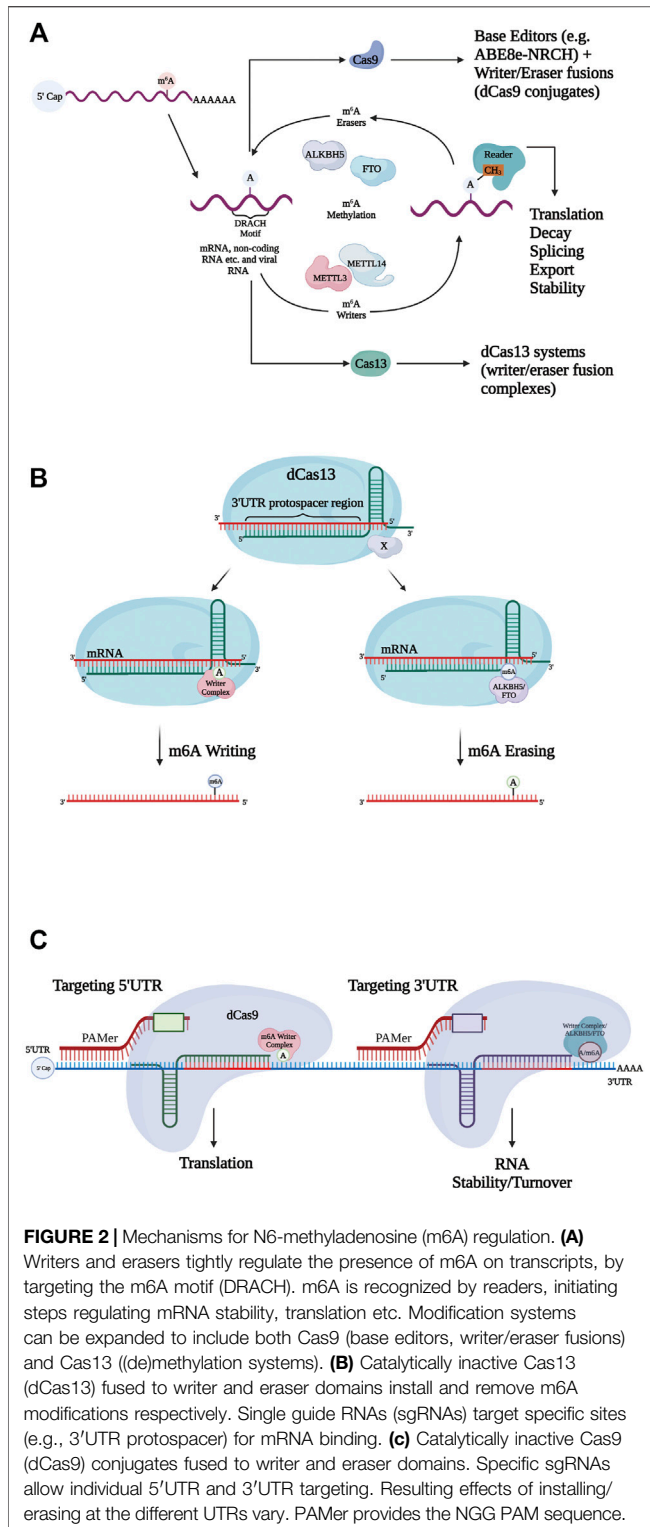 A
Cas9
Base Editors (e.g.
ABE8e-NRCH) +
Writer/Eraser fusions
(dCas9 conjugates)
5' Cap
m⁶A
AAAAAA
m⁶A
Erasers
ALKBH5
FTO
A
DRACH
Motif
mRNA, non-coding
RNA etc. and viral
RNA
m⁶A
Methylation
METTL3
METTL14
m⁶A
Writers
Reader
CH₃
A
Translation
Decay
Splicing
Export
Stability
Cas13
dCas13 systems
(writer/eraser fusion
complexes)
B
dCas13
3'UTR protospacer region
3'
5'
5'
3'
X
mRNA
3'
5'
5'
3'
A
Writer
Complex
mRNA
3'
5'
5'
3'
m6A
ALKBH5/
FTO
m6A Writing
m6A Erasing
m6A
3'
5'
A
3'
5'
C
Targeting 5'UTR
Targeting 3'UTR
PAMer
dCas9
m6A Writer
Complex
A
5'UTR
5' Cap
PAMer
Writer Complex/
ALKBH5/FTO
A/m6A
AAAA
3'UTR
Translation
RNA
Stability/Turnover
FIGURE 2 | Mechanisms for N6-methyladenosine (m6A) regulation. (A)
Writers and erasers tightly regulate the presence of m6A on transcripts, by
targeting the m6A motif (DRACH). m6A is recognized by readers, initiating
steps regulating mRNA stability, translation etc. Modification systems
can be expanded to include both Cas9 (base editors, writer/eraser fusions)
and Cas13 ((de)methylation systems). (B) Catalytically inactive Cas13
(dCas13) fused to writer and eraser domains install and remove m6A
modifications respectively. Single guide RNAs (sgRNAs) target specific sites
(e.g., 3′UTR protospacer) for mRNA binding. (c) Catalytically inactive Cas9
(dCas9) conjugates fused to writer and eraser domains. Specific sgRNAs
allow individual 5′UTR and 3′UTR targeting. Resulting effects of installing/
erasing at the different UTRs vary. PAMer provides the NGG PAM sequence.